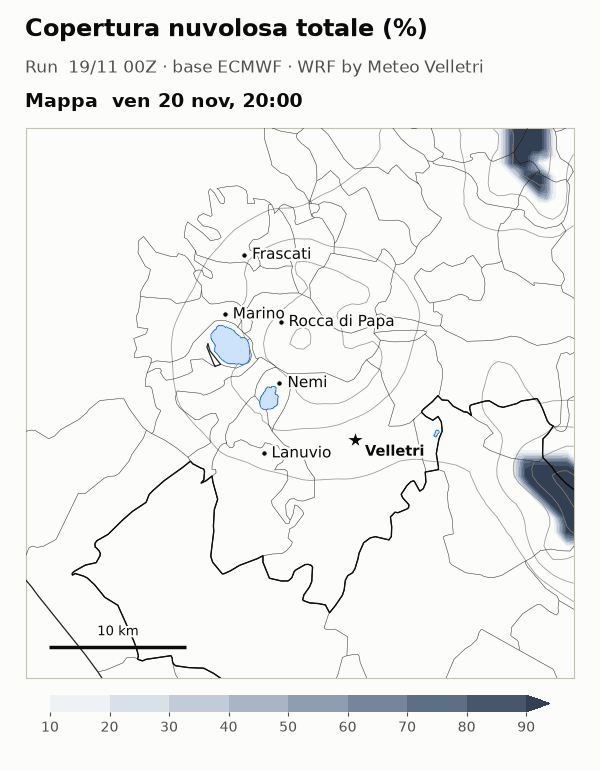 Copertura nuvolosa totale (%)
Run  19/11 00Z · base ECMWF · WRF by Meteo Velletri
Mappa  ven 20 nov, 20:00
Frascati
Marino
Rocca di Papa
Nemi
Velletri
Lanuvio
10 km
10 20 30 40 50 60 70 80 90